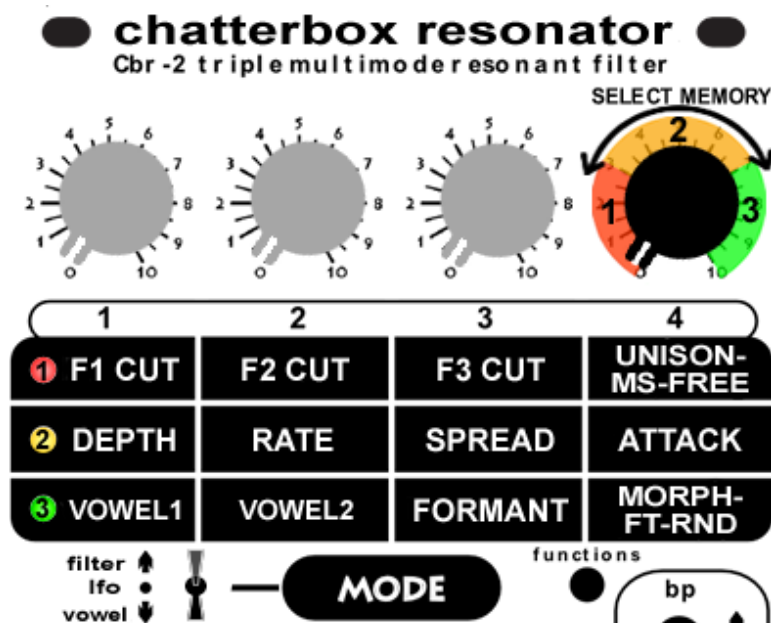 chatterbox resonator
Cbr-2 triple multimode resonant filter
SELECT MEMORY
0 1 2 3 4 5 6 7 8 9 10
0 1 2 3 4 5 6 7 8 9 10
0 1 2 3 4 5 6 7 8 9 10
1 2 3
10
1 2 3 4
1 F1 CUT F2 CUT F3 CUT UNISON-
MS-FREE
2 DEPTH RATE SPREAD ATTACK
3 VOWEL1 VOWEL2 FORMANT MORPH-
FT-RND
filter
lfo
vowel
MODE
functions
bp